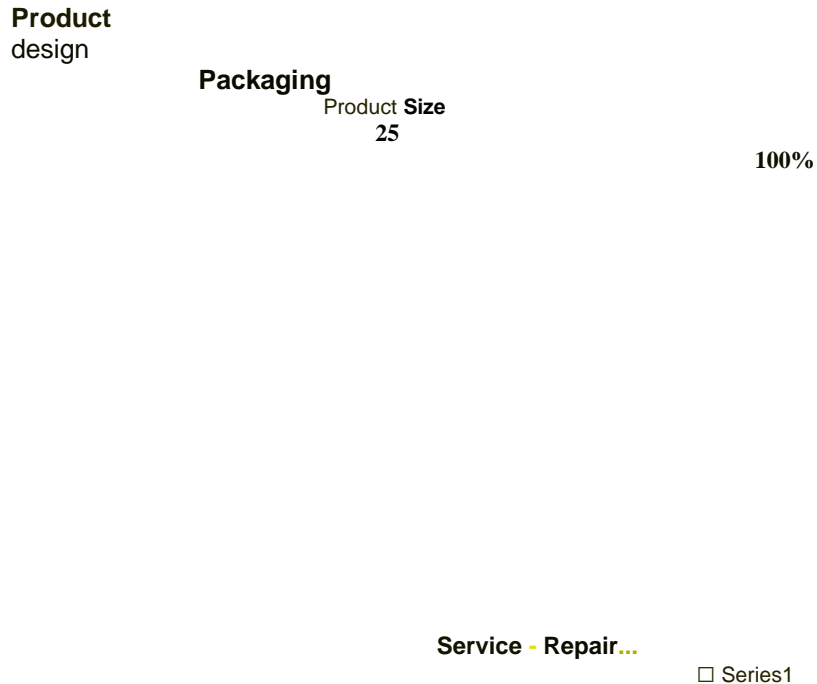 Product
design
Packaging
Product Size
25
100%
Service - Repair...
☐ Series1